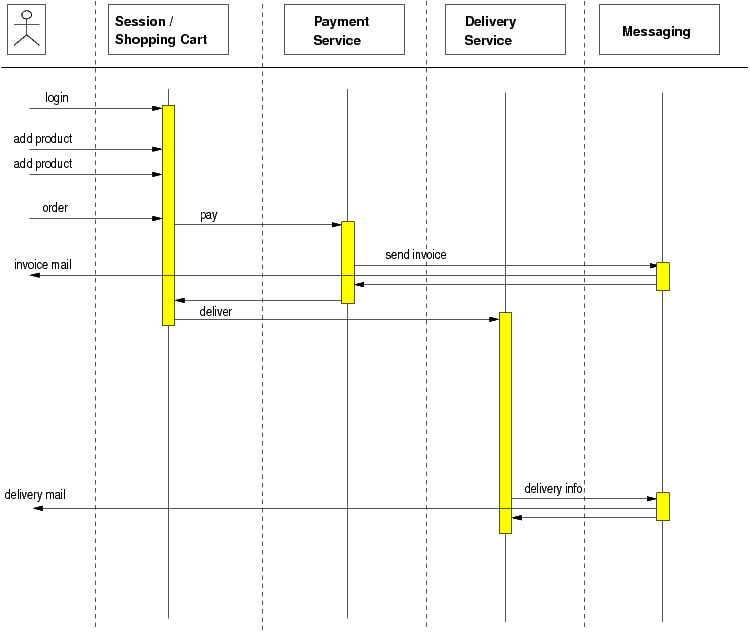 Session /
Shopping Cart
Payment
Service
Delivery
Service
Messaging
login
add product
add product
order
pay
send invoice
invoice mail
deliver
delivery info
delivery mail